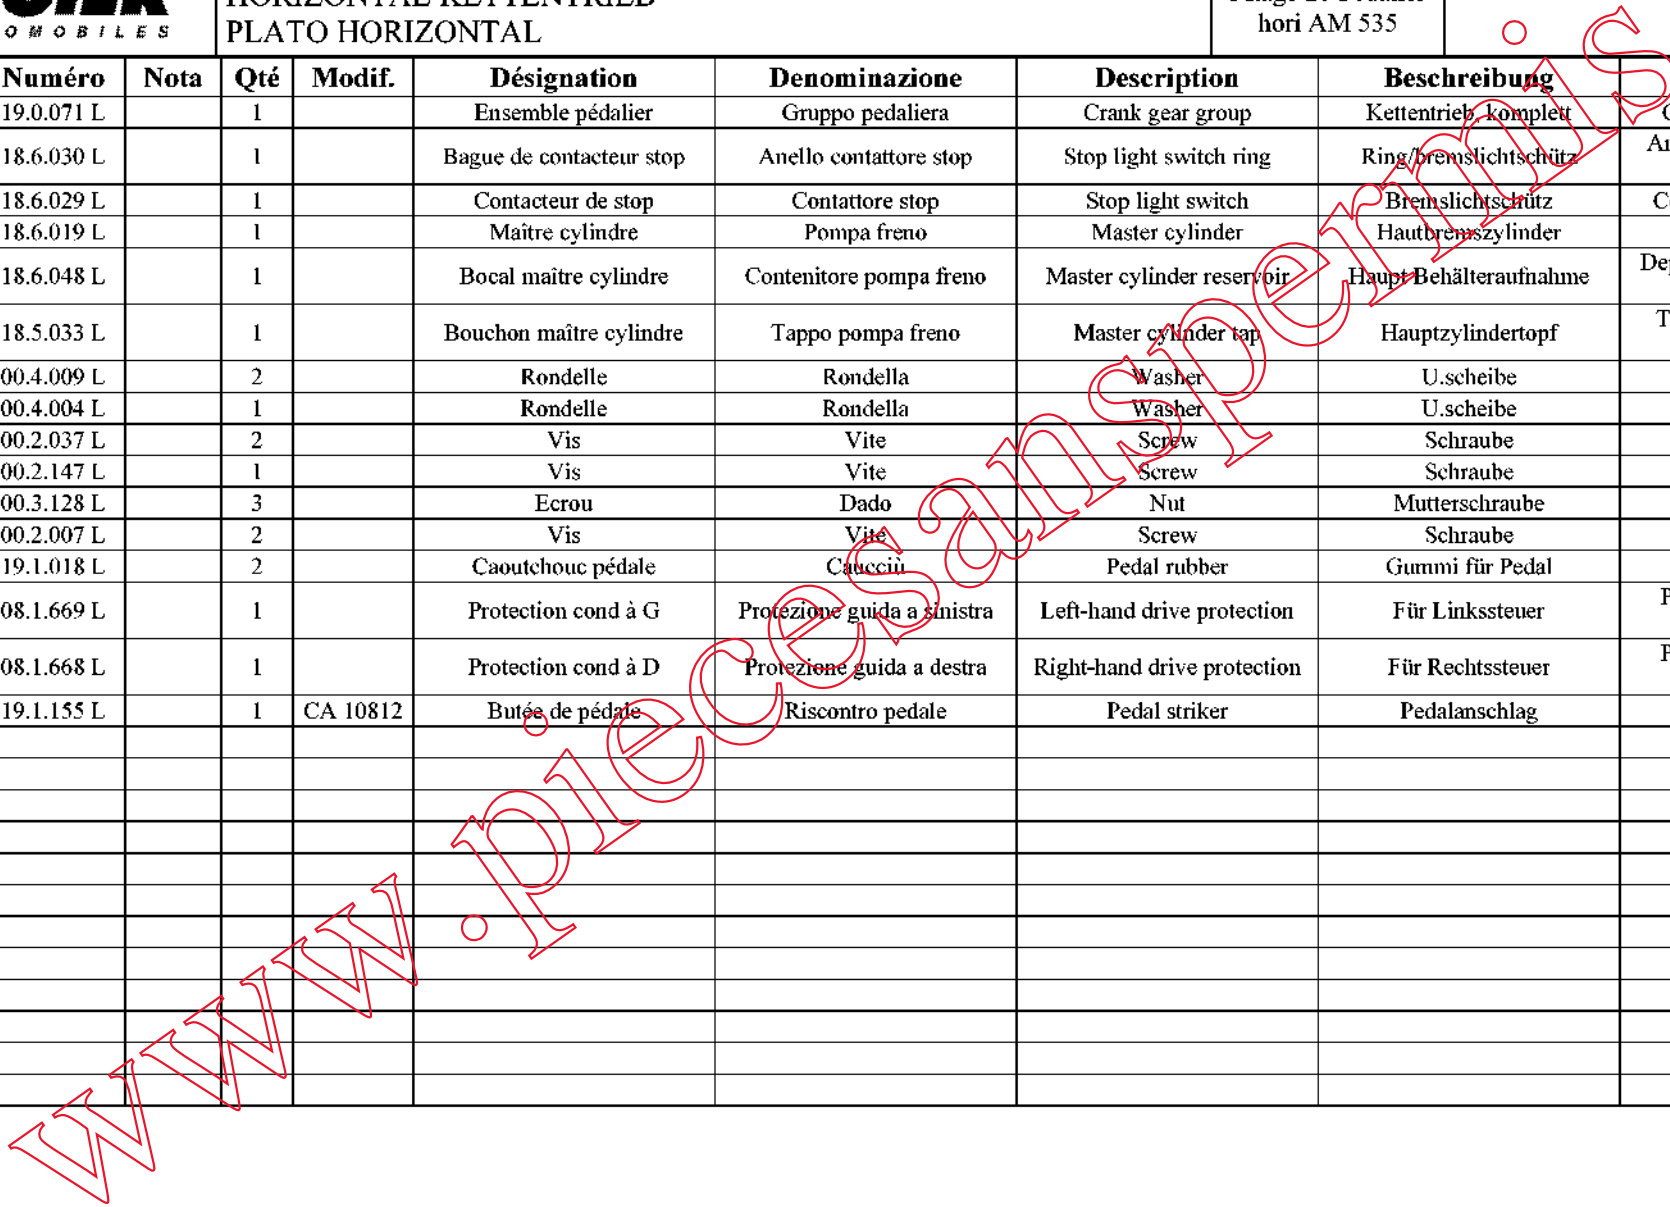 HORIZONTAL KETTENTRIEB
PLATO HORIZONTAL
hori AM 535
OMOBILES
Numéro Nota Qté Modif. Désignation Denominazione Description Beschreibung
19.0.071 L 1 Ensemble pédalier Gruppo pedaliera Crank gear group Kettentrieb, komplett
18.6.030 L 1 Bague de contacteur stop Anello contattore stop Stop light switch ring Ring/bremslichtschütz
18.6.029 L 1 Contacteur de stop Contattore stop Stop light switch Bremslichtschütz
18.6.019 L 1 Maître cylindre Pompa freno Master cylinder Hautbremszylinder
18.6.048 L 1 Bocal maître cylindre Contenitore pompa freno Master cylinder reservoir Haupt Behälteraufnahme
18.5.033 L 1 Bouchon maître cylindre Tappo pompa freno Master cylinder tap Hauptzylindertopf
00.4.009 L 2 Rondelle Rondella Washer U.scheibe
00.4.004 L 1 Rondelle Rondella Washer U.scheibe
00.2.037 L 2 Vis Vite Screw Schraube
00.2.147 L 1 Vis Vite Screw Schraube
00.3.128 L 3 Ecrou Dado Nut Mutterschraube
00.2.007 L 2 Vis Vite Screw Schraube
19.1.018 L 2 Caoutchouc pédale Caucciù Pedal rubber Gummi für Pedal
08.1.669 L 1 Protection cond à G Protezione guida a sinistra Left-hand drive protection Für Linkssteuer
08.1.668 L 1 Protection cond à D Protezione guida a destra Right-hand drive protection Für Rechtssteuer
19.1.155 L 1 CA 10812 Butée de pédale Riscontro pedale Pedal striker Pedalanschlag
www.piecesanspermis